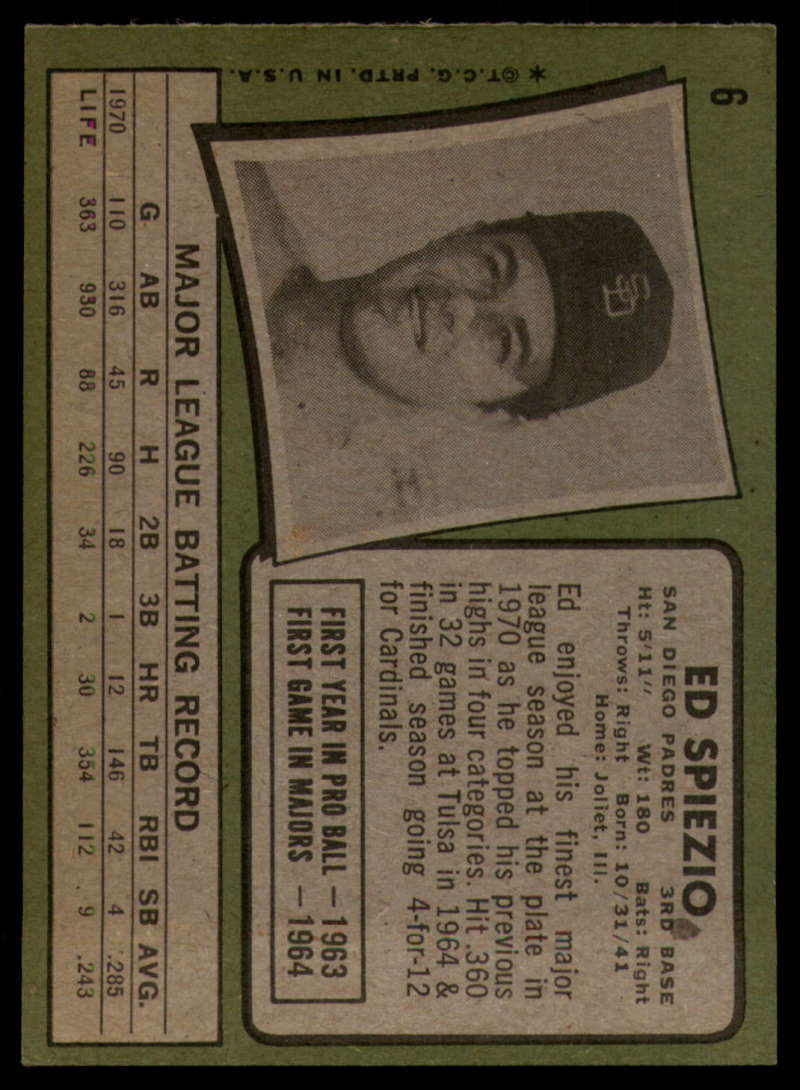 6
SD
ED SPIEZIO
SAN DIEGO PADRES 3RD BASE
Ht: 5'11" Wt: 180 Bats: Right
Throws: Right Born: 10/31/41
Home: Joliet, Ill.
Ed enjoyed his finest major
league season at the plate in
1970 as he topped his previous
highs in four categories. Hit .360
in 32 games at Tulsa in 1964 &
finished season going 4-for-12
for Cardinals.
FIRST YEAR IN PRO BALL — 1963
FIRST GAME IN MAJORS — 1964
MAJOR LEAGUE BATTING RECORD
G AB R H 2B 3B HR TB RBI SB AVG.
1970 110 316 45 90 18 1 12 146 42 4 .285
LIFE 363 930 88 226 34 2 30 354 112 9 .243
* ©T.C.G. PRTD. IN U.S.A.